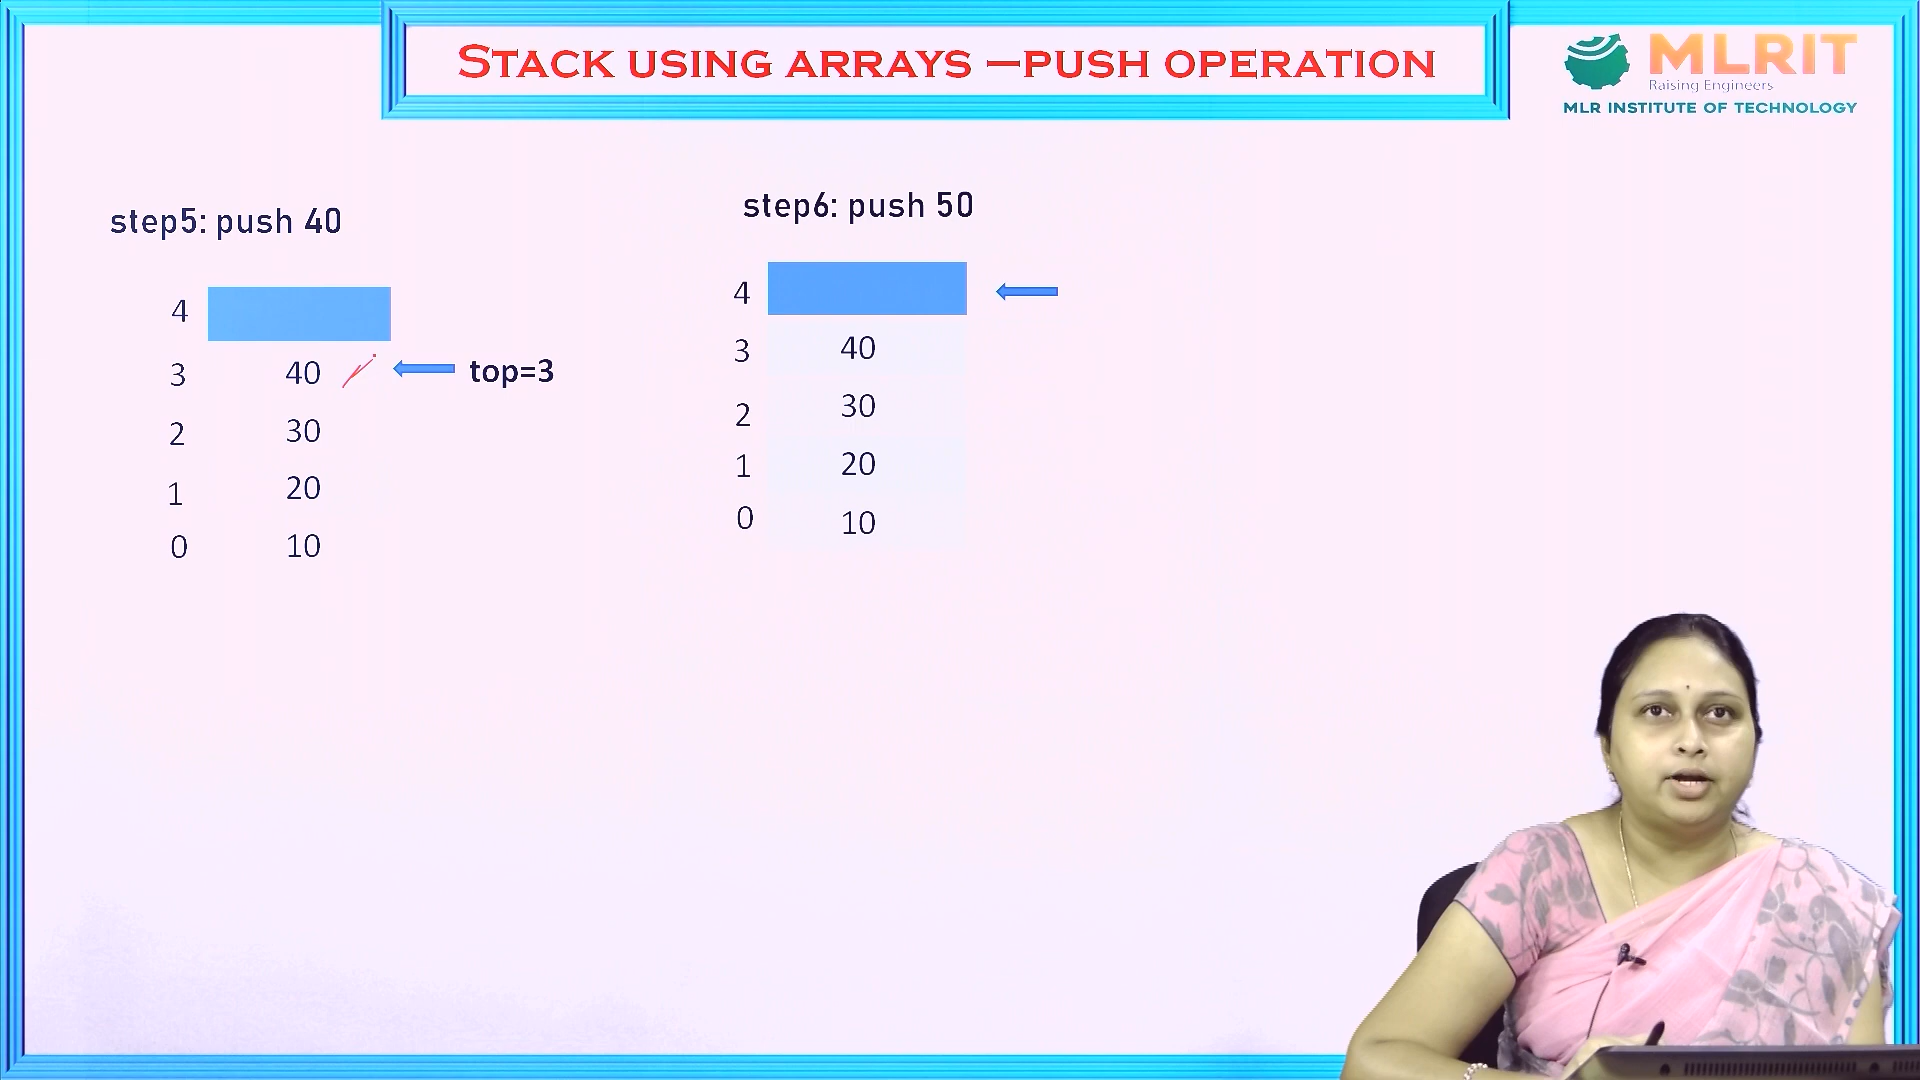 STACK USING ARRAYS –PUSH OPERATION
MLRIT
Raising Engineers
MLR INSTITUTE OF TECHNOLOGY
step5: push 40
4
3 40 top=3
2 30
1 20
0 10
step6: push 50
4
3 40
2 30
1 20
0 10